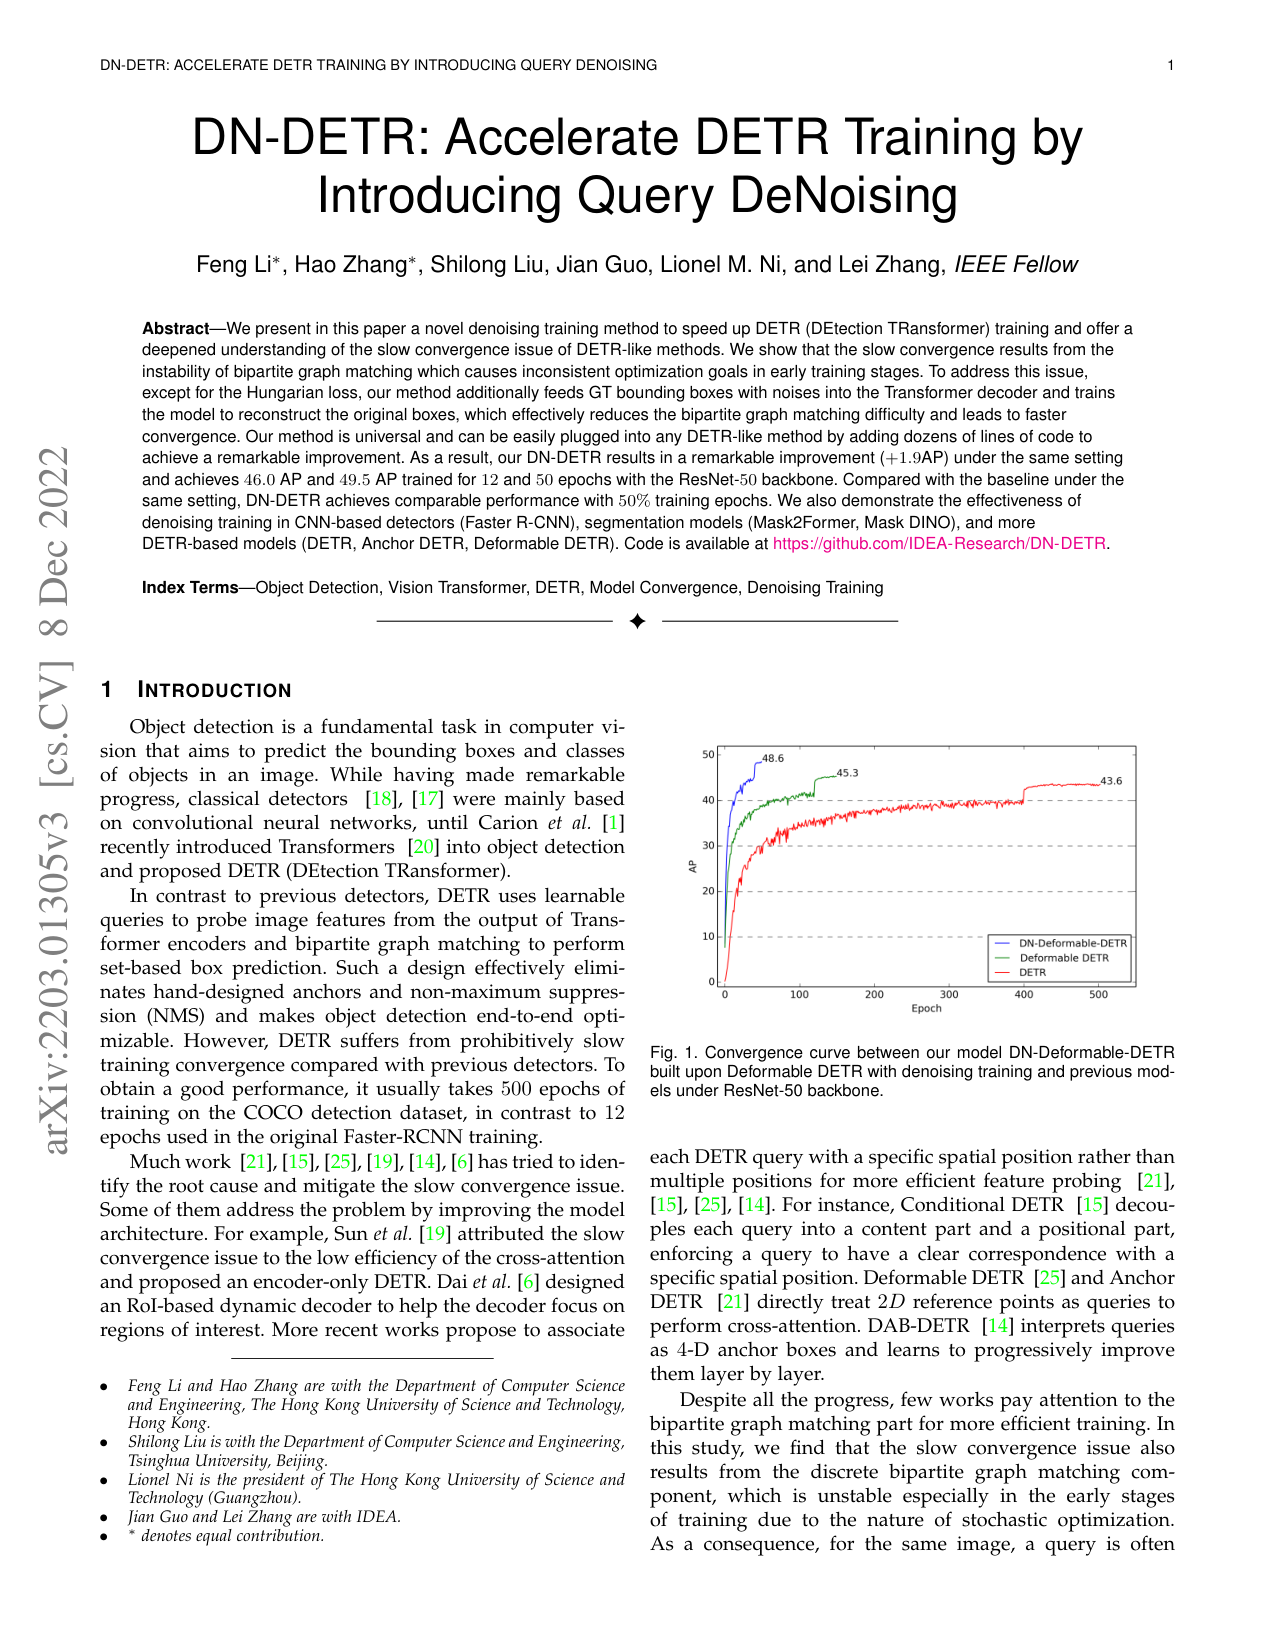 DN-DETR: ACCELERATE DETR TRAINING BY INTRODUCING QUERY DENOISING 1
DN-DETR: Accelerate DETR Training by
Introducing Query DeNoising
Feng Li*, Hao Zhang*, Shilong Liu, Jian Guo, Lionel M. Ni, and Lei Zhang, IEEE Fellow
Abstract—We present in this paper a novel denoising training method to speed up DETR (DEtection TRansformer) training and offer a
deepened understanding of the slow convergence issue of DETR-like methods. We show that the slow convergence results from the
instability of bipartite graph matching which causes inconsistent optimization goals in early training stages. To address this issue,
except for the Hungarian loss, our method additionally feeds GT bounding boxes with noises into the Transformer decoder and trains
the model to reconstruct the original boxes, which effectively reduces the bipartite graph matching difficulty and leads to faster
convergence. Our method is universal and can be easily plugged into any DETR-like method by adding dozens of lines of code to
achieve a remarkable improvement. As a result, our DN-DETR results in a remarkable improvement (+1.9AP) under the same setting
and achieves 46.0 AP and 49.5 AP trained for 12 and 50 epochs with the ResNet-50 backbone. Compared with the baseline under the
same setting, DN-DETR achieves comparable performance with 50% training epochs. We also demonstrate the effectiveness of
denoising training in CNN-based detectors (Faster R-CNN), segmentation models (Mask2Former, Mask DINO), and more
DETR-based models (DETR, Anchor DETR, Deformable DETR). Code is available at https://github.com/IDEA-Research/DN-DETR.
Index Terms—Object Detection, Vision Transformer, DETR, Model Convergence, Denoising Training
arXiv:2203.01305v3 [cs.CV] 8 Dec 2022
1 INTRODUCTION
Object detection is a fundamental task in computer vi-
sion that aims to predict the bounding boxes and classes
of objects in an image. While having made remarkable
progress, classical detectors [18], [17] were mainly based
on convolutional neural networks, until Carion et al. [1]
recently introduced Transformers [20] into object detection
and proposed DETR (DEtection TRansformer).
In contrast to previous detectors, DETR uses learnable
queries to probe image features from the output of Trans-
former encoders and bipartite graph matching to perform
set-based box prediction. Such a design effectively elimi-
nates hand-designed anchors and non-maximum suppres-
sion (NMS) and makes object detection end-to-end opti-
mizable. However, DETR suffers from prohibitively slow
training convergence compared with previous detectors. To
obtain a good performance, it usually takes 500 epochs of
training on the COCO detection dataset, in contrast to 12
epochs used in the original Faster-RCNN training.
Much work [21], [15], [25], [19], [14], [6] has tried to iden-
tify the root cause and mitigate the slow convergence issue.
Some of them address the problem by improving the model
architecture. For example, Sun et al. [19] attributed the slow
convergence issue to the low efficiency of the cross-attention
and proposed an encoder-only DETR. Dai et al. [6] designed
an RoI-based dynamic decoder to help the decoder focus on
regions of interest. More recent works propose to associate
• Feng Li and Hao Zhang are with the Department of Computer Science
and Engineering, The Hong Kong University of Science and Technology,
Hong Kong.
• Shilong Liu is with the Department of Computer Science and Engineering,
Tsinghua University, Beijing.
• Lionel Ni is the president of The Hong Kong University of Science and
Technology (Guangzhou).
• Jian Guo and Lei Zhang are with IDEA.
• * denotes equal contribution.
50
40
30
20
10
0
AP
48.6
45.3
43.6
DN-Deformable-DETR
Deformable DETR
DETR
0 100 200 300 400 500
Epoch
Fig. 1. Convergence curve between our model DN-Deformable-DETR
built upon Deformable DETR with denoising training and previous mod-
els under ResNet-50 backbone.
each DETR query with a specific spatial position rather than
multiple positions for more efficient feature probing [21],
[15], [25], [14]. For instance, Conditional DETR [15] decou-
ples each query into a content part and a positional part,
enforcing a query to have a clear correspondence with a
specific spatial position. Deformable DETR [25] and Anchor
DETR [21] directly treat 2D reference points as queries to
perform cross-attention. DAB-DETR [14] interprets queries
as 4-D anchor boxes and learns to progressively improve
them layer by layer.
Despite all the progress, few works pay attention to the
bipartite graph matching part for more efficient training. In
this study, we find that the slow convergence issue also
results from the discrete bipartite graph matching com-
ponent, which is unstable especially in the early stages
of training due to the nature of stochastic optimization.
As a consequence, for the same image, a query is often